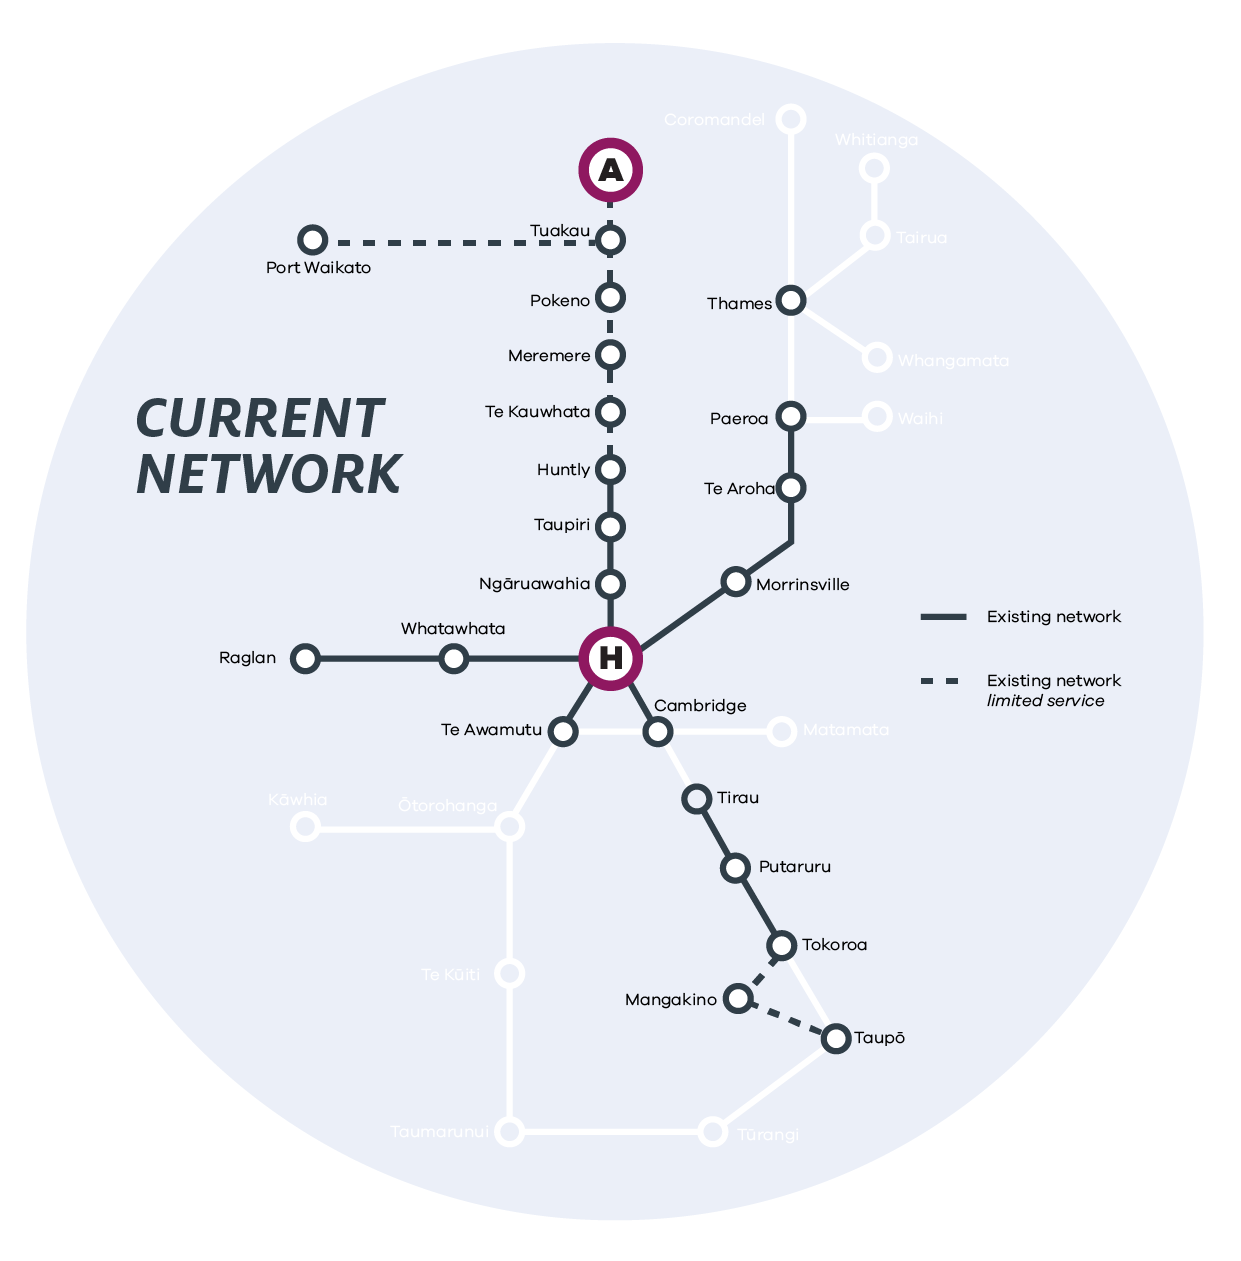 Coromandel
Whitianga
A
Tuakau
Tairua
Port Waikato
Pokeno
Thames
Meremere
Whangamata
CURRENT
NETWORK
Te Kauwhata
Paeroa
Waihi
Huntly
Te Aroha
Taupiri
Ngāruawahia
Morrinsville
Existing network
Whatawhata
Raglan
H
Existing network
limited service
Cambridge
Te Awamutu
Matamata
Kāwhia
Ōtorohanga
Tirau
Putaruru
Tokoroa
Te Kūiti
Mangakino
Taupō
Taumarunui
Tūrangi